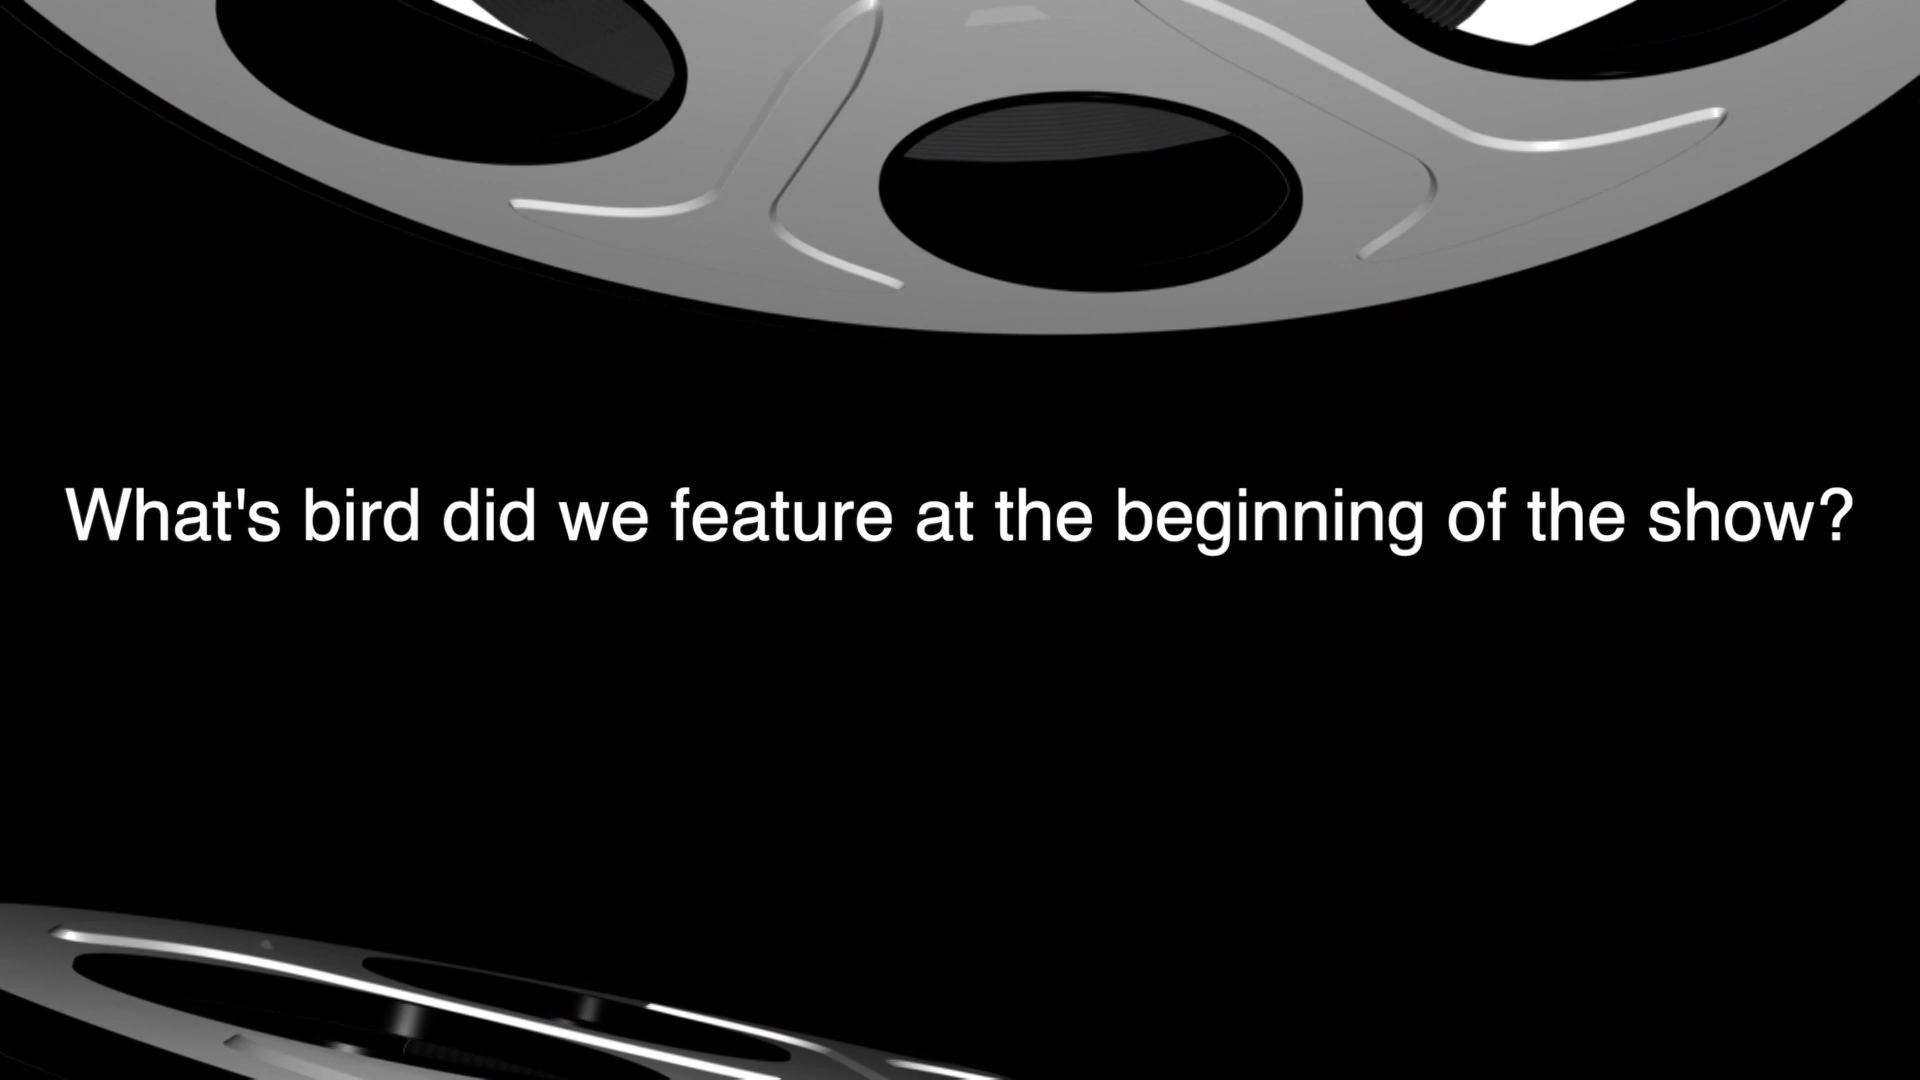 What's bird did we feature at the beginning of the show?